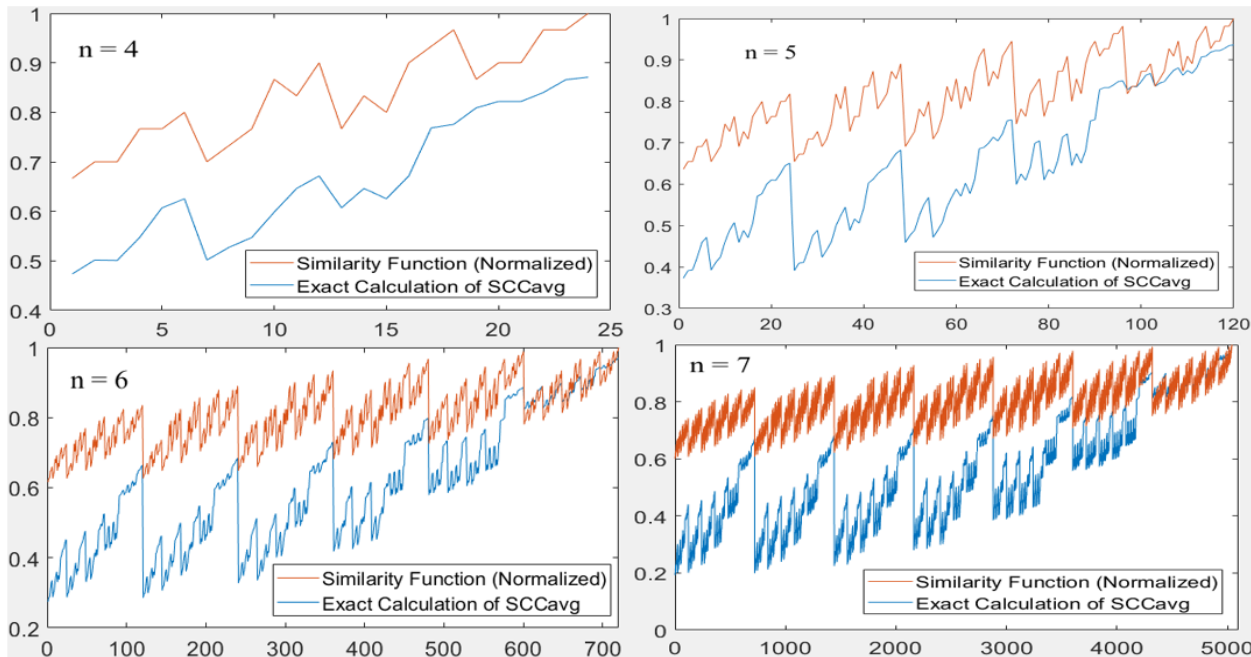 n = 4
1
0.9
0.8
0.7
0.6
0.5
0.4
0 5 10 15 20 25
Similarity Function (Normalized)
Exact Calculation of SCCavg
n = 5
1
0.9
0.8
0.7
0.6
0.5
0.4
0.3
0 20 40 60 80 100 120
Similarity Function (Normalized)
Exact Calculation of SCCavg
n = 6
1
0.8
0.6
0.4
0.2
0 100 200 300 400 500 600 700
Similarity Function (Normalized)
Exact Calculation of SCCavg
n = 7
1
0.8
0.6
0.4
0.2
0
0 1000 2000 3000 4000 5000
Similarity Function (Normalized)
Exact Calculation of SCCavg